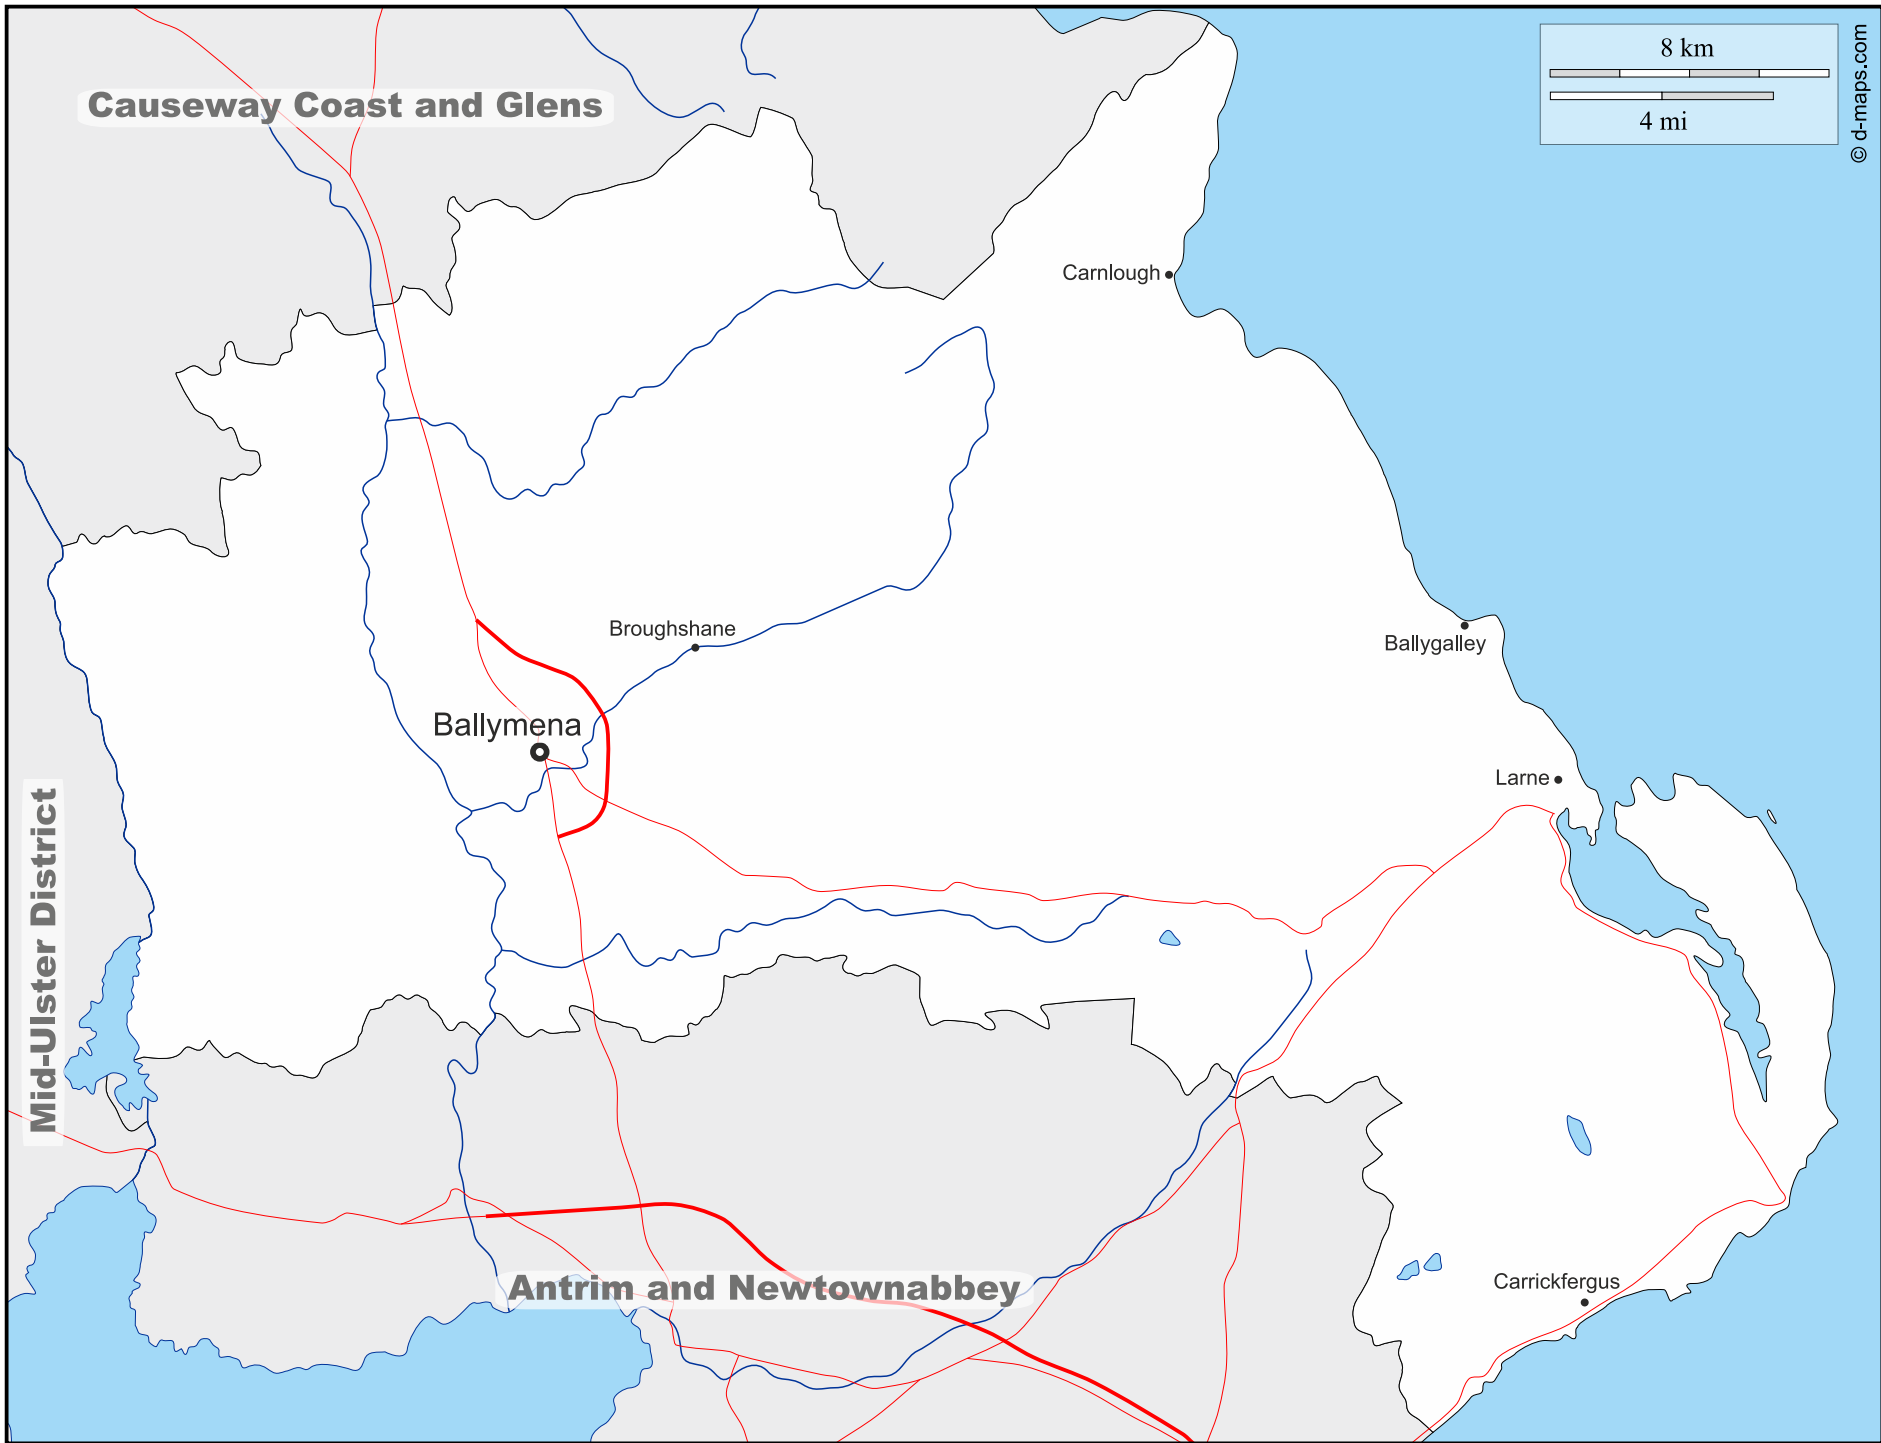 8 km
4 mi
© d-maps.com
Causeway Coast and Glens
Carnlough
Broughshane
Ballygalley
Ballymena
Larne
Mid-Ulster District
Antrim and Newtownabbey
Carrickfergus